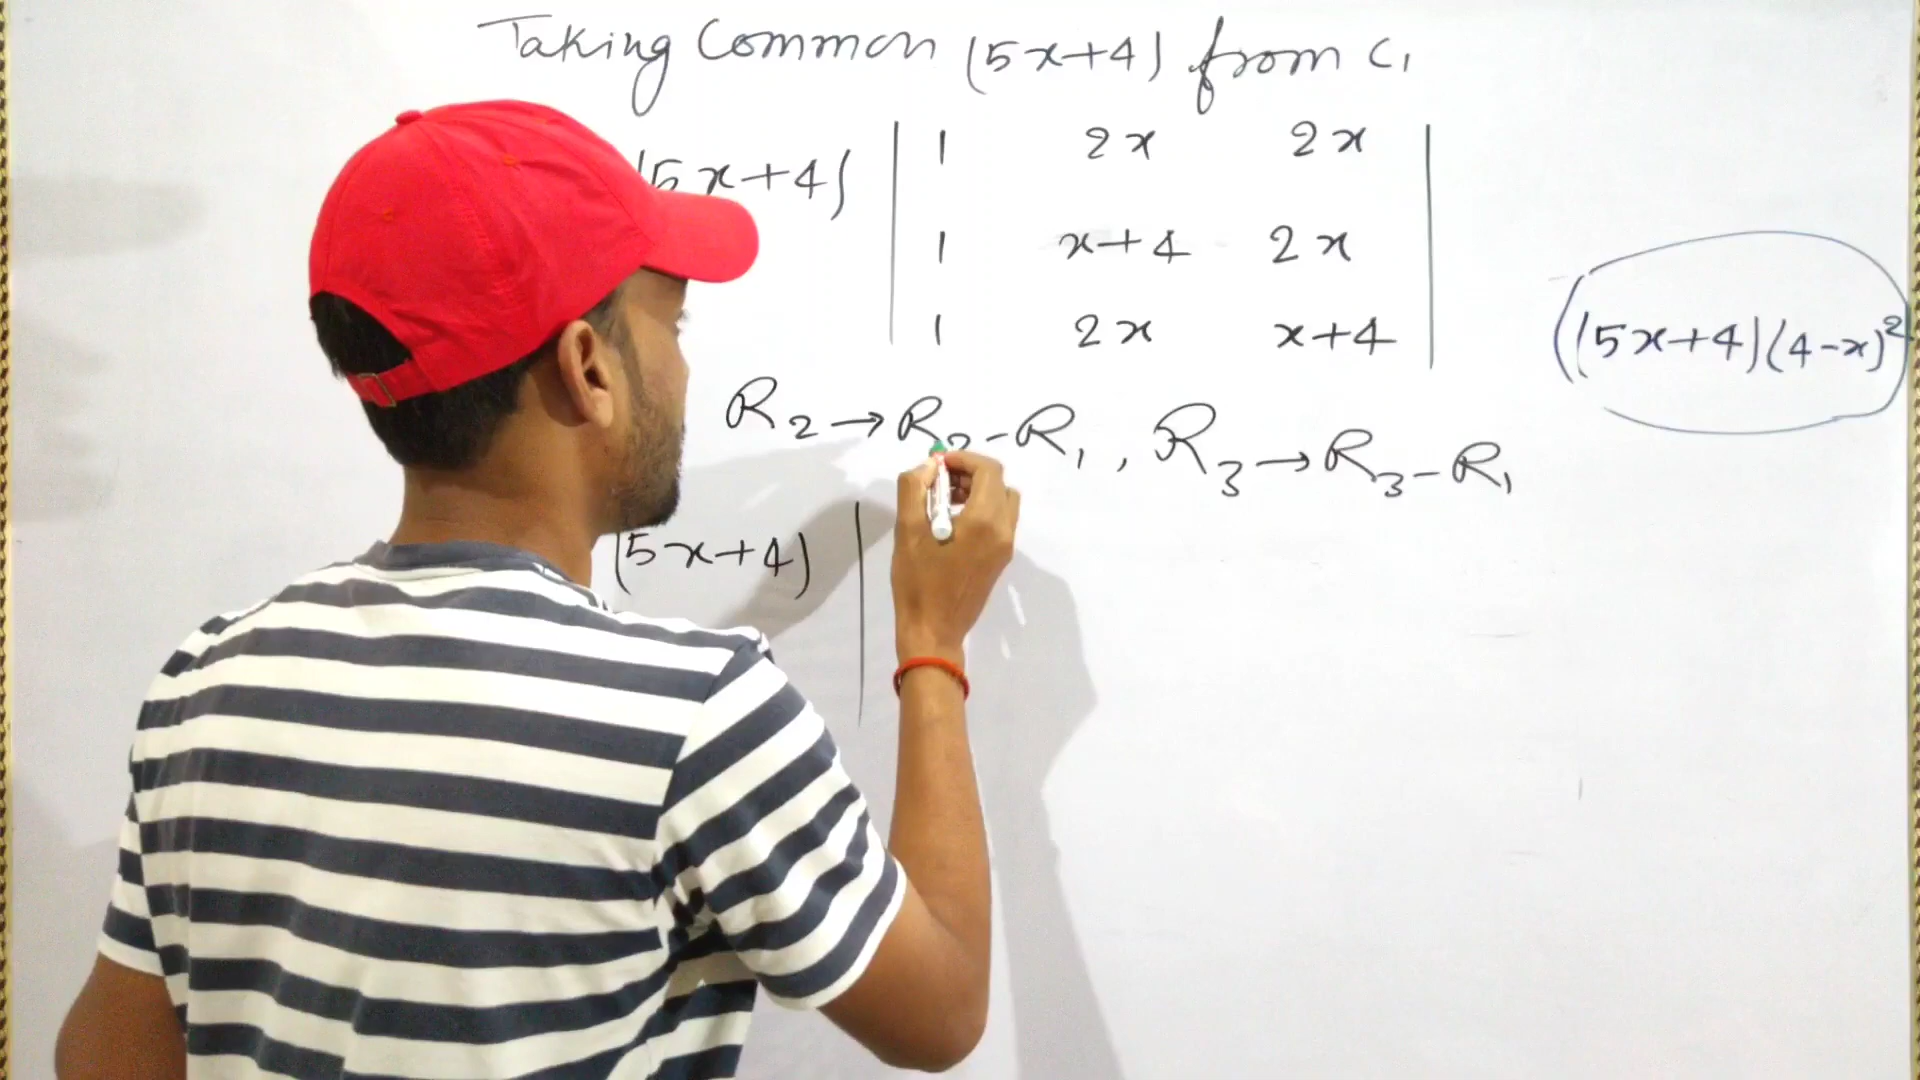 Taking Common (5x+4) from C₁
(5x+4) | 1 2x 2x |
| 1 x+4 2x |
| 1 2x x+4 |
((5x+4)(4-x)²
R₂→R₂-R₁, R₃→R₃-R₁
(5x+4) |